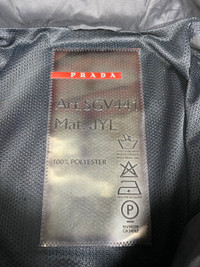 PRADA
Art. SGV441
Mat. JYL
100% POLYESTER
P